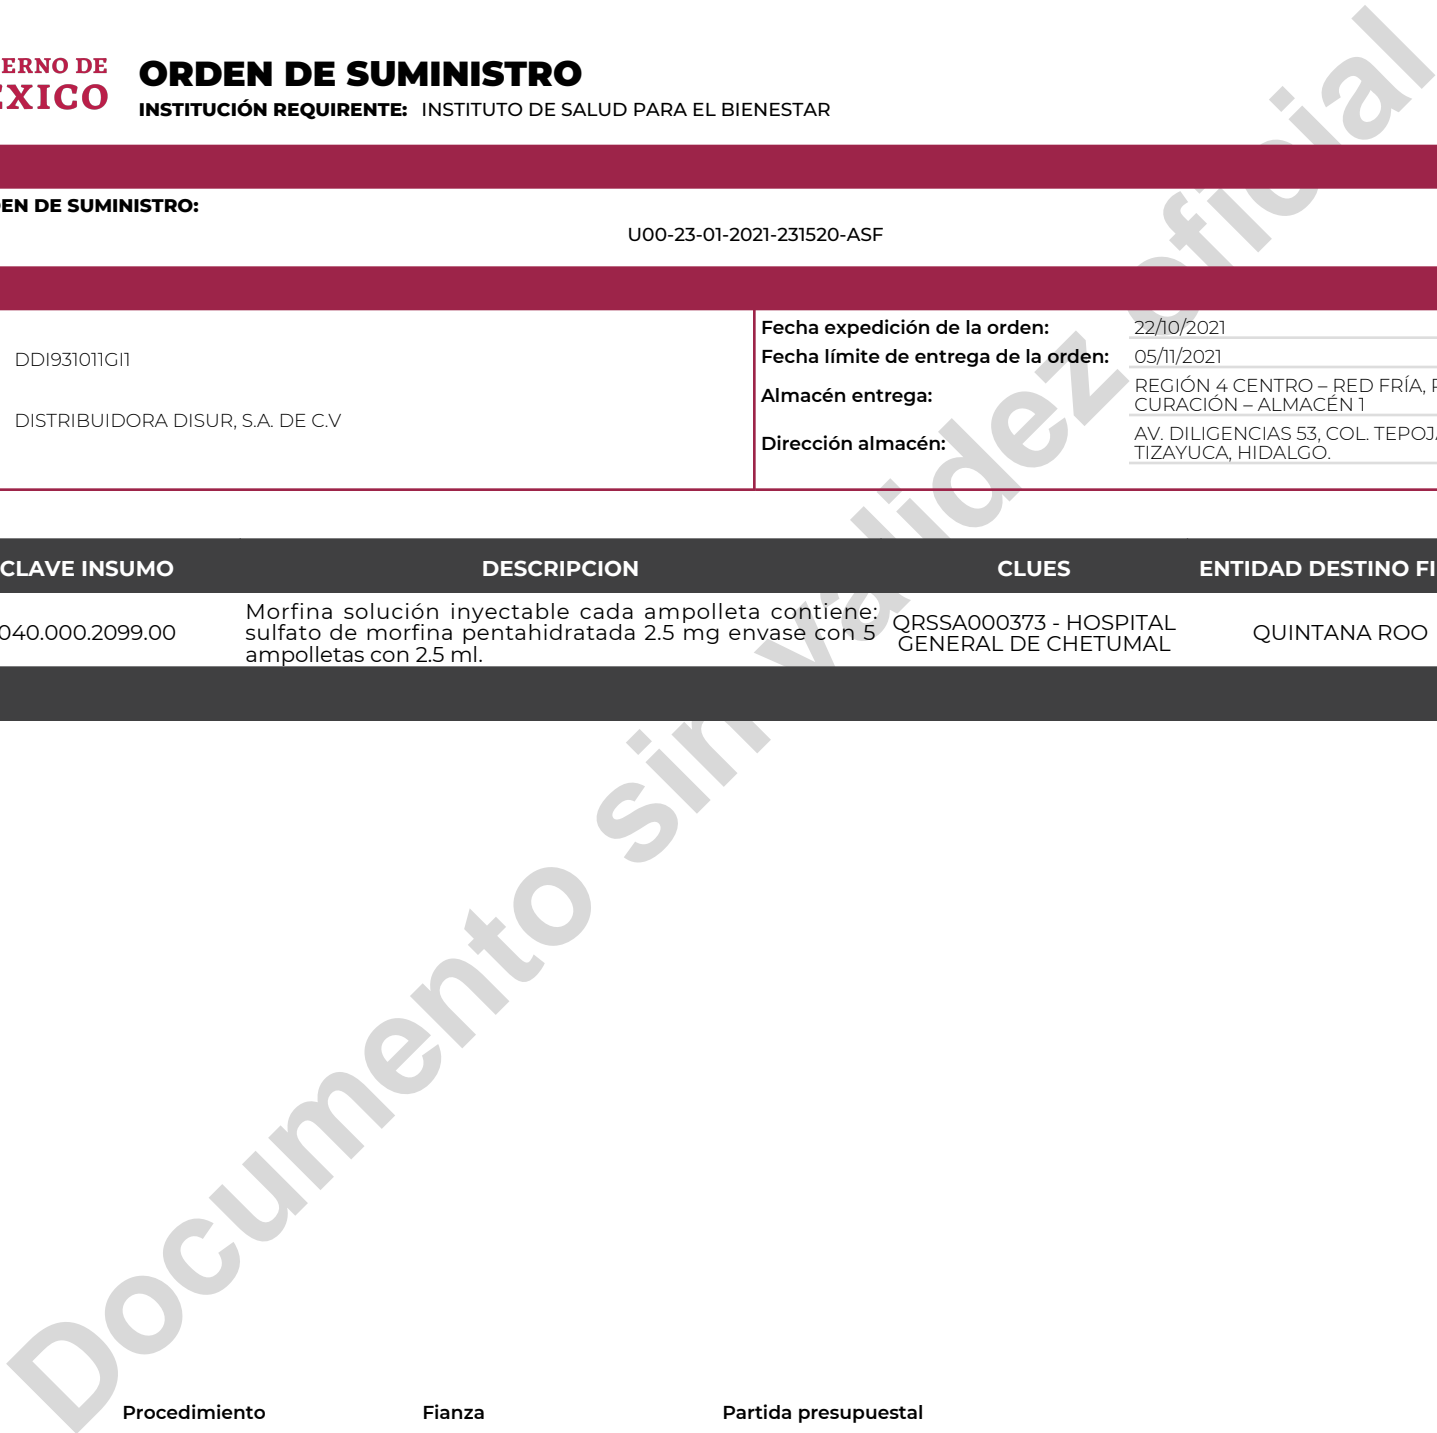 ERNO DE
ÉXICO
ORDEN DE SUMINISTRO
INSTITUCIÓN REQUIRENTE: INSTITUTO DE SALUD PARA EL BIENESTAR
EN DE SUMINISTRO:
U00-23-01-2021-231520-ASF
DDI931011GI1
DISTRIBUIDORA DISUR, S.A. DE C.V
Fecha expedición de la orden: 22/10/2021
Fecha límite de entrega de la orden: 05/11/2021
Almacén entrega: REGIÓN 4 CENTRO – RED FRÍA,
CURACIÓN – ALMACÉN 1
Dirección almacén: AV. DILIGENCIAS 53, COL. TEPOJA
TIZAYUCA, HIDALGO.
CLAVE INSUMO DESCRIPCION CLUES ENTIDAD DESTINO FI
040.000.2099.00
Morfina solución inyectable cada ampolleta contiene:
sulfato de morfina pentahidratada 2.5 mg envase con 5
ampolletas con 2.5 ml.
QRSSA000373 - HOSPITAL
GENERAL DE CHETUMAL
QUINTANA ROO
Documento sin validez oficial
Procedimiento Fianza Partida presupuestal